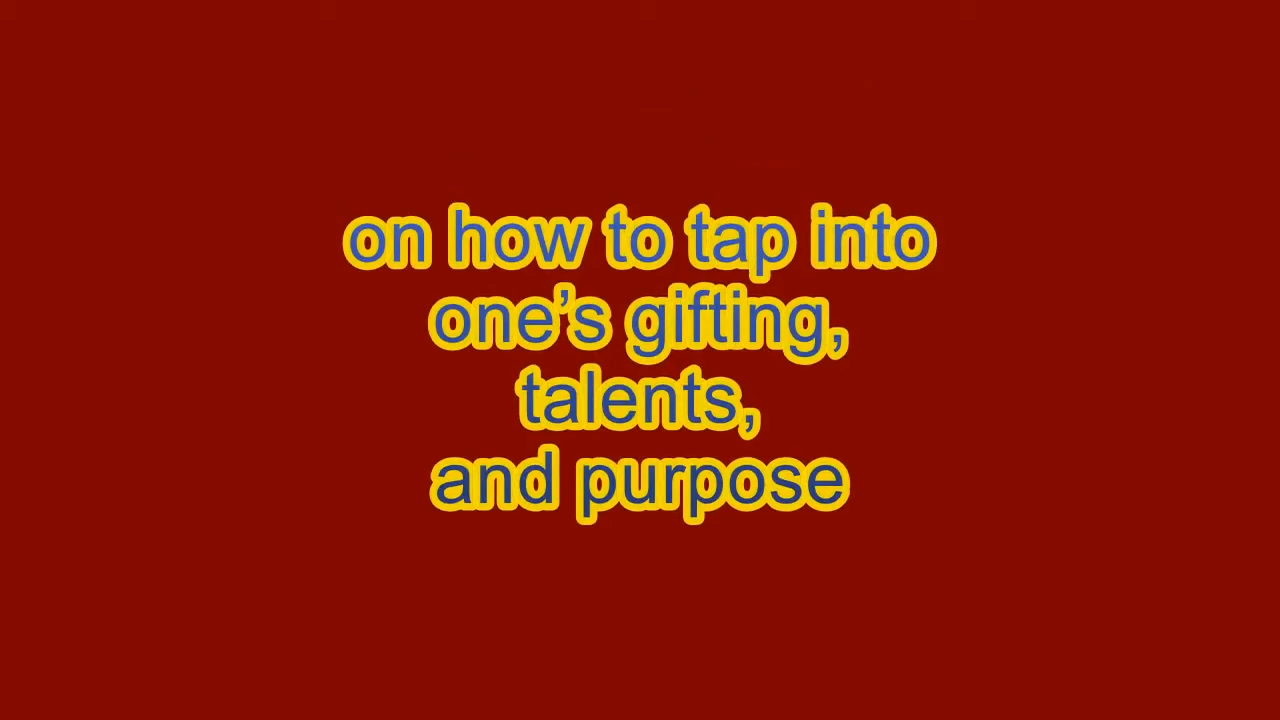 on how to tap into
one’s gifting,
talents,
and purpose